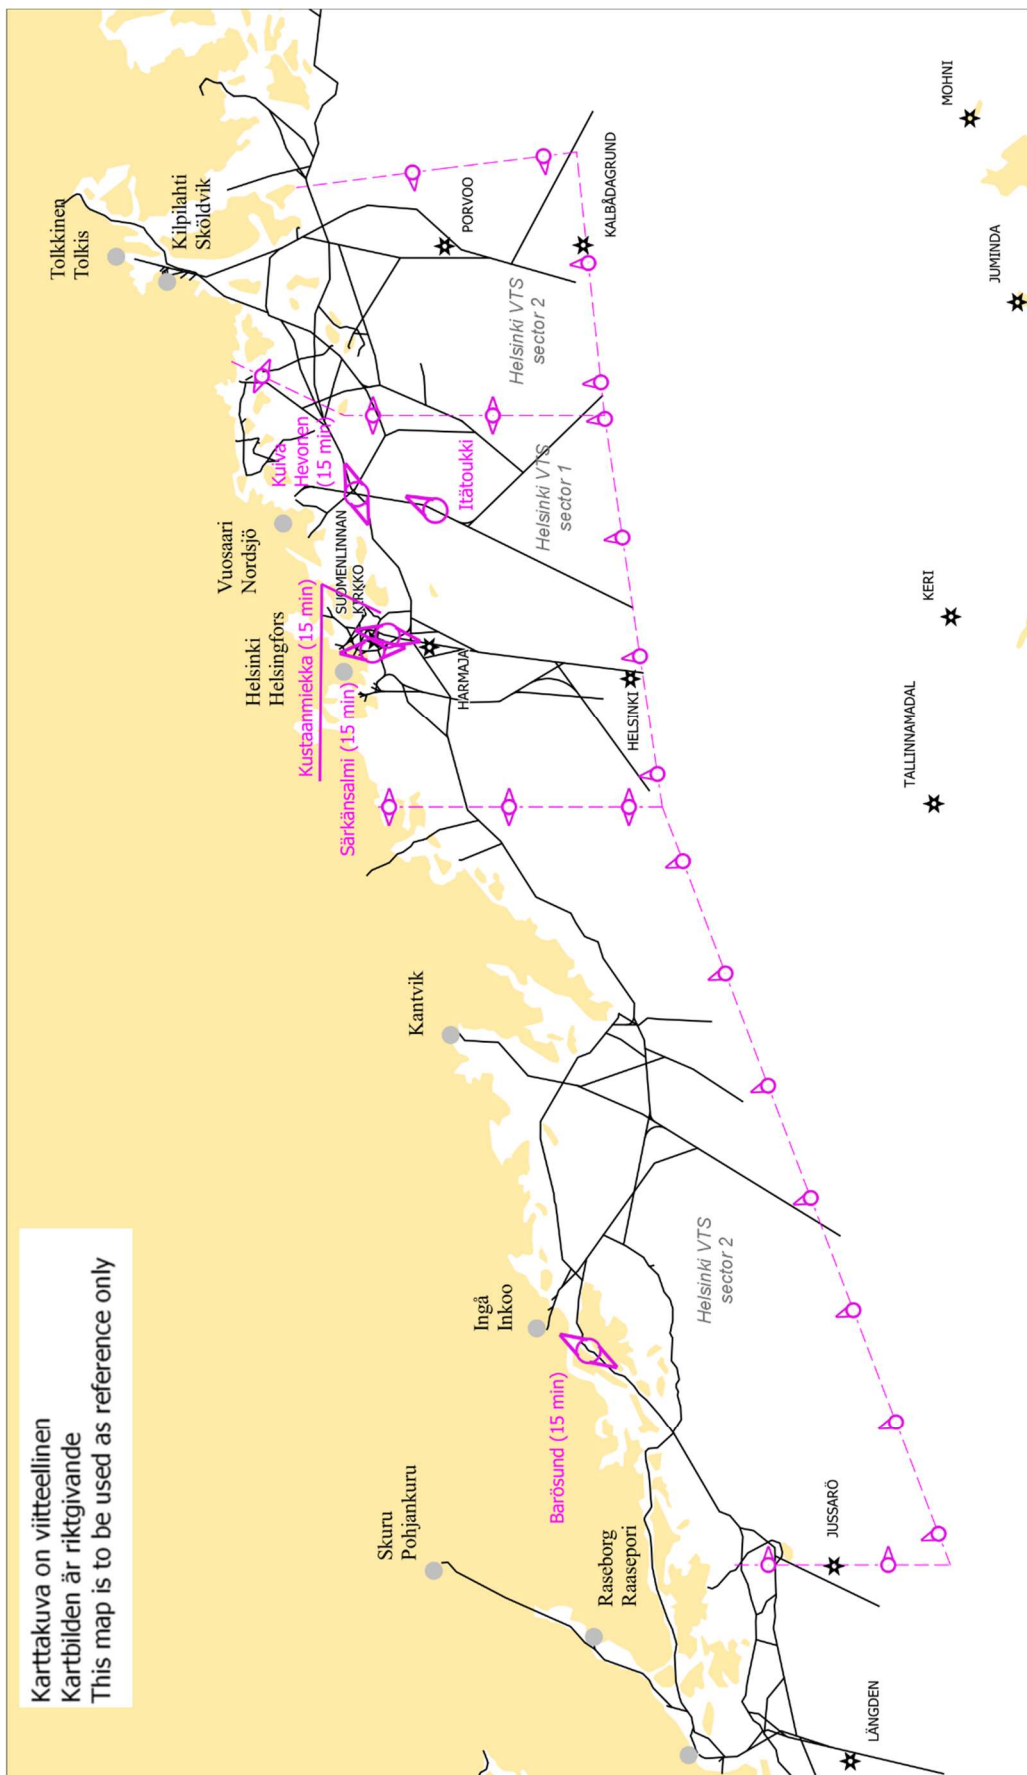 Karttakuva on viitteellinen
Kartbilden är riktgivande
This map is to be used as reference only
Skuru
Pohjankuru
Raseborg
Raasepori
LÄNGDEN
JUSSARÖ
Barösund (15 min)
Ingå
Inkoo
Helsinki VTS
sector 2
Kantvik
Särkänsalmi (15 min)
Kustaanmiekka (15 min)
Helsinki
Helsingfors
SUOMENLINNAN
KIRKKO
HARMAJA
HELSINKI
TALLINNAMADAL
KERI
Vuosaari
Nordsjö
Kuiva
Hevonen
(15 min)
Itätoukki
Helsinki VTS
sector 1
Helsinki VTS
sector 2
Tolkkinen
Tolkis
Kilpilahti
Sköldvik
PORVOO
KALBÅDAGRUND
JUMINDA
MOHNI